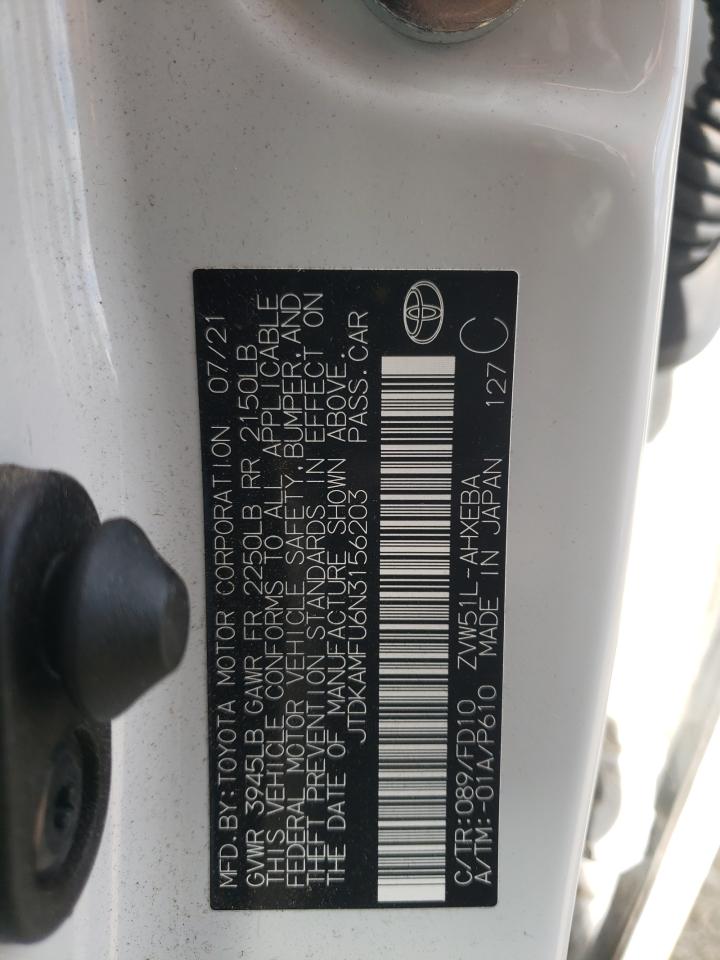 MFD.BY:TOYOTA MOTOR CORPORATION 07/21
GVWR 3945LB GAWR FR 2250LB RR 2150LB
THIS VEHICLE CONFORMS TO ALL APPLICABLE
FEDERAL MOTOR VEHICLE SAFETY,BUMPER,AND
THEFT PREVENTION STANDARDS IN EFFECT ON
THE DATE OF MANUFACTURE SHOWN ABOVE.
JTDKAMFU6N3156203 PASS.CAR
C/TR:089/FD10 ZVW51L-AHXEBA
A/TM:-01A/P610 MADE IN JAPAN 127 C